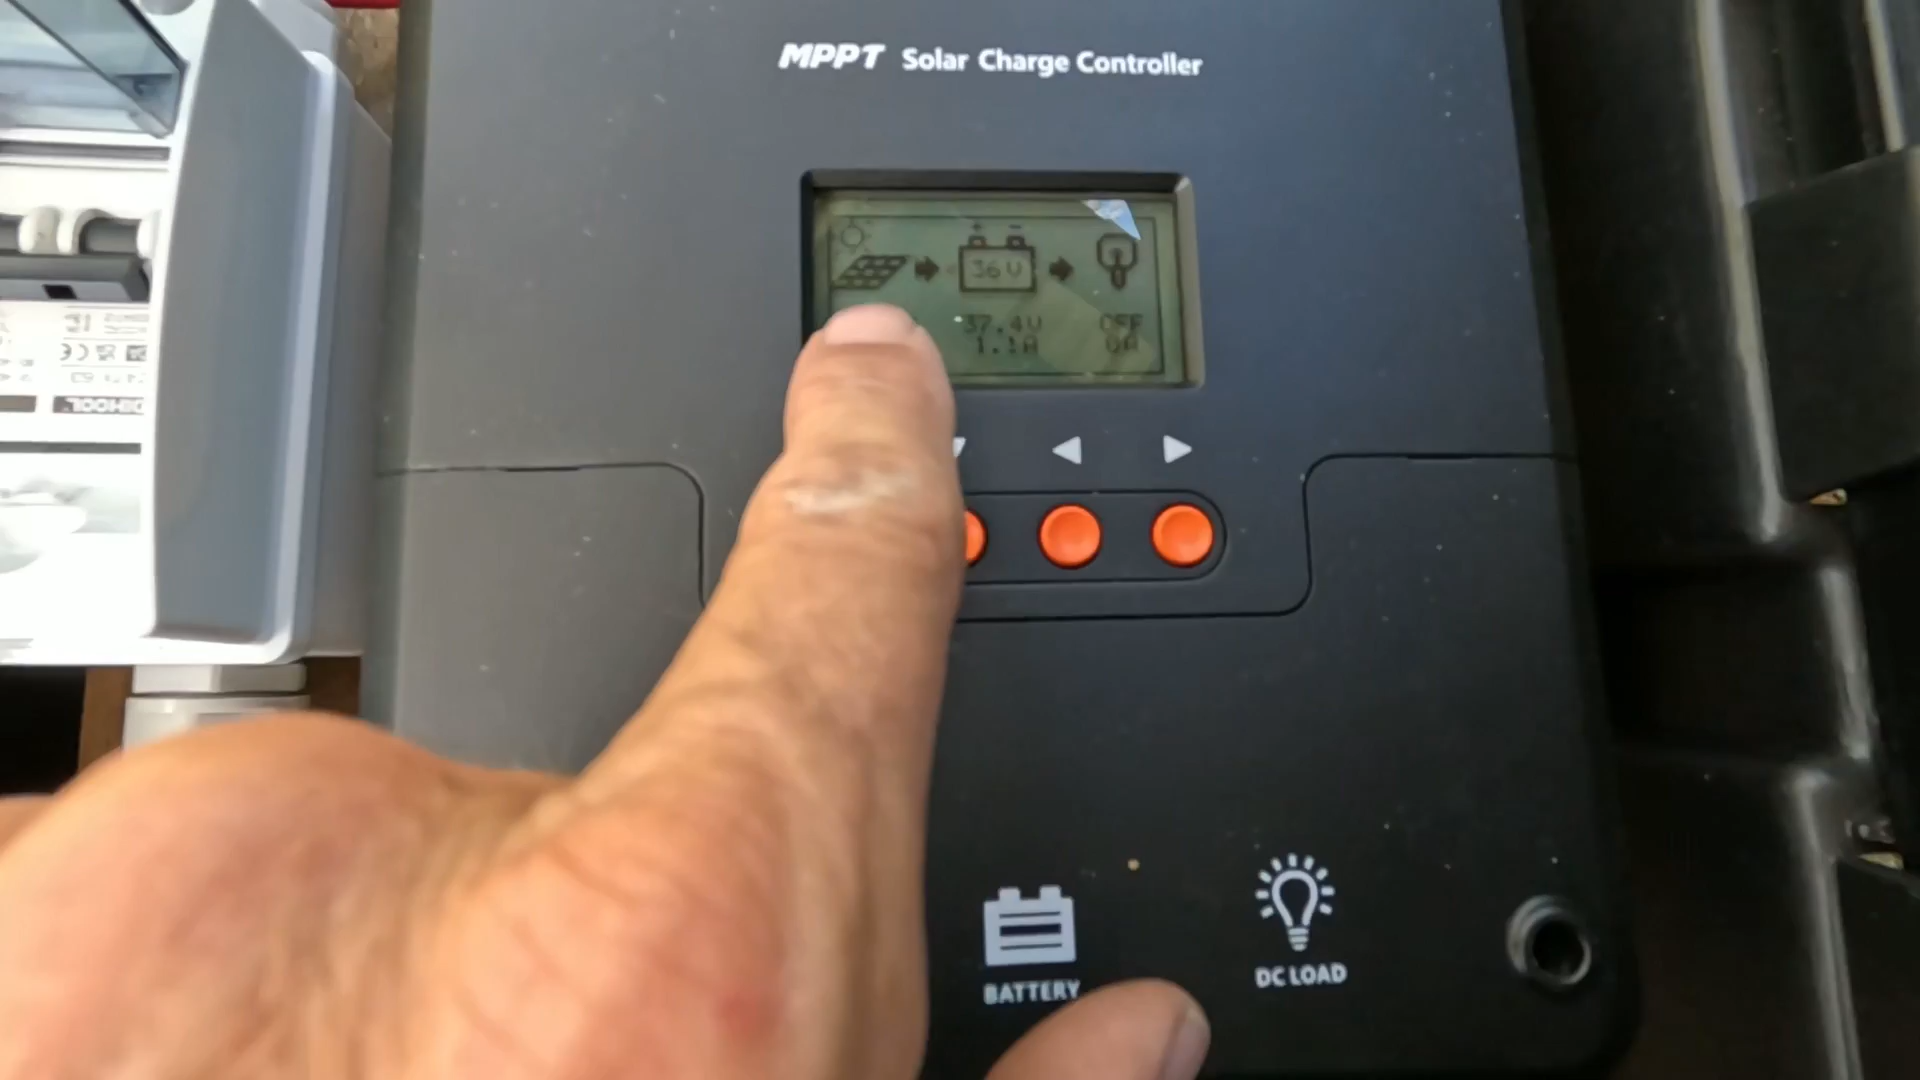 MPPT Solar Charge Controller
36V
37.4V OFF
1.1A 0A
BATTERY
DC LOAD